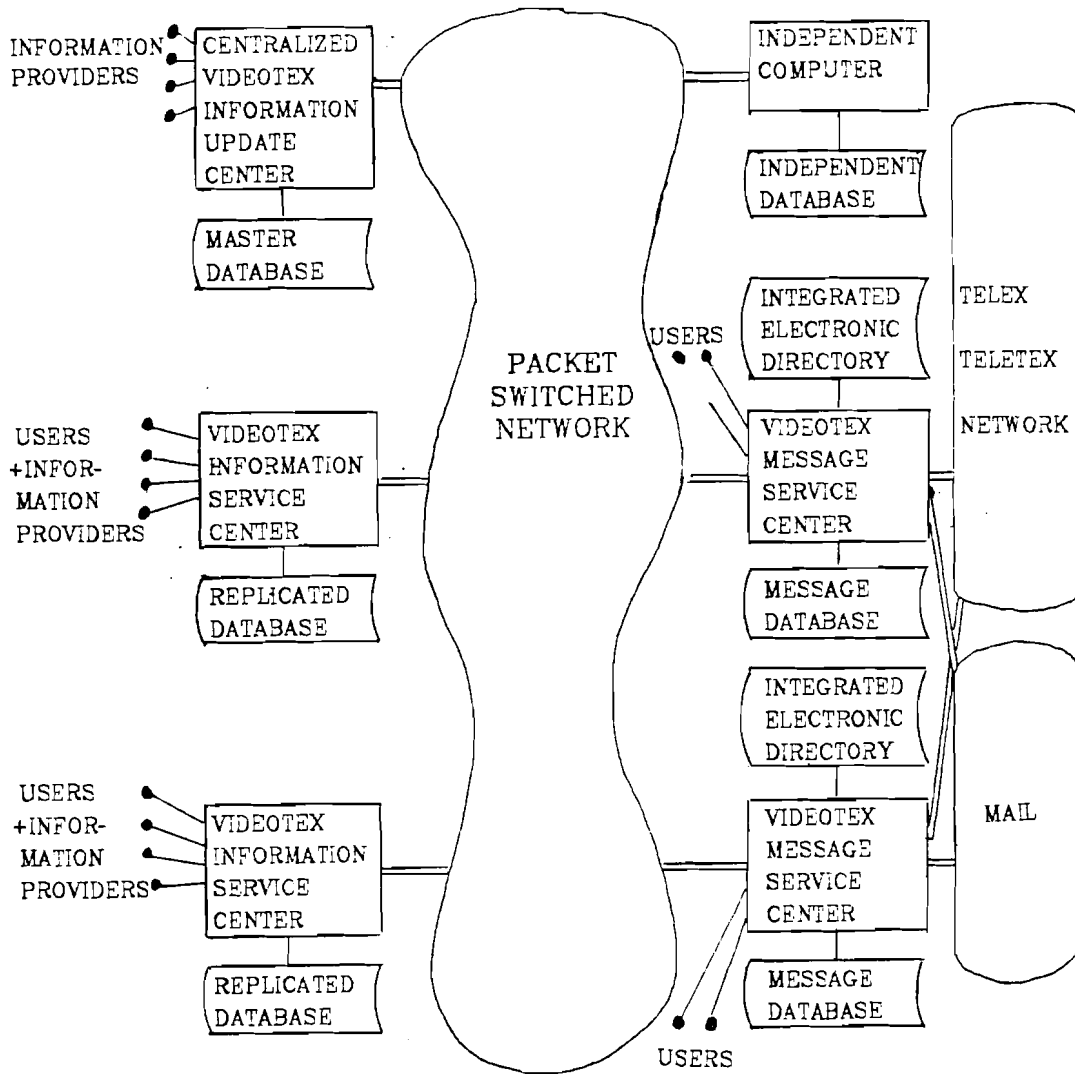 INFORMATION
PROVIDERS
CENTRALIZED
VIDEOTEX
INFORMATION
UPDATE
CENTER
MASTER
DATABASE
USERS
+INFOR-
MATION
PROVIDERS
VIDEOTEX
INFORMATION
SERVICE
CENTER
REPLICATED
DATABASE
USERS
+INFOR-
MATION
PROVIDERS
VIDEOTEX
INFORMATION
SERVICE
CENTER
REPLICATED
DATABASE
PACKET
SWITCHED
NETWORK
INDEPENDENT
COMPUTER
INDEPENDENT
DATABASE
INTEGRATED
ELECTRONIC
DIRECTORY
USERS
VIDEOTEX
MESSAGE
SERVICE
CENTER
MESSAGE
DATABASE
INTEGRATED
ELECTRONIC
DIRECTORY
VIDEOTEX
MESSAGE
SERVICE
CENTER
MESSAGE
DATABASE
USERS
TELEX
TELETEX
NETWORK
MAIL